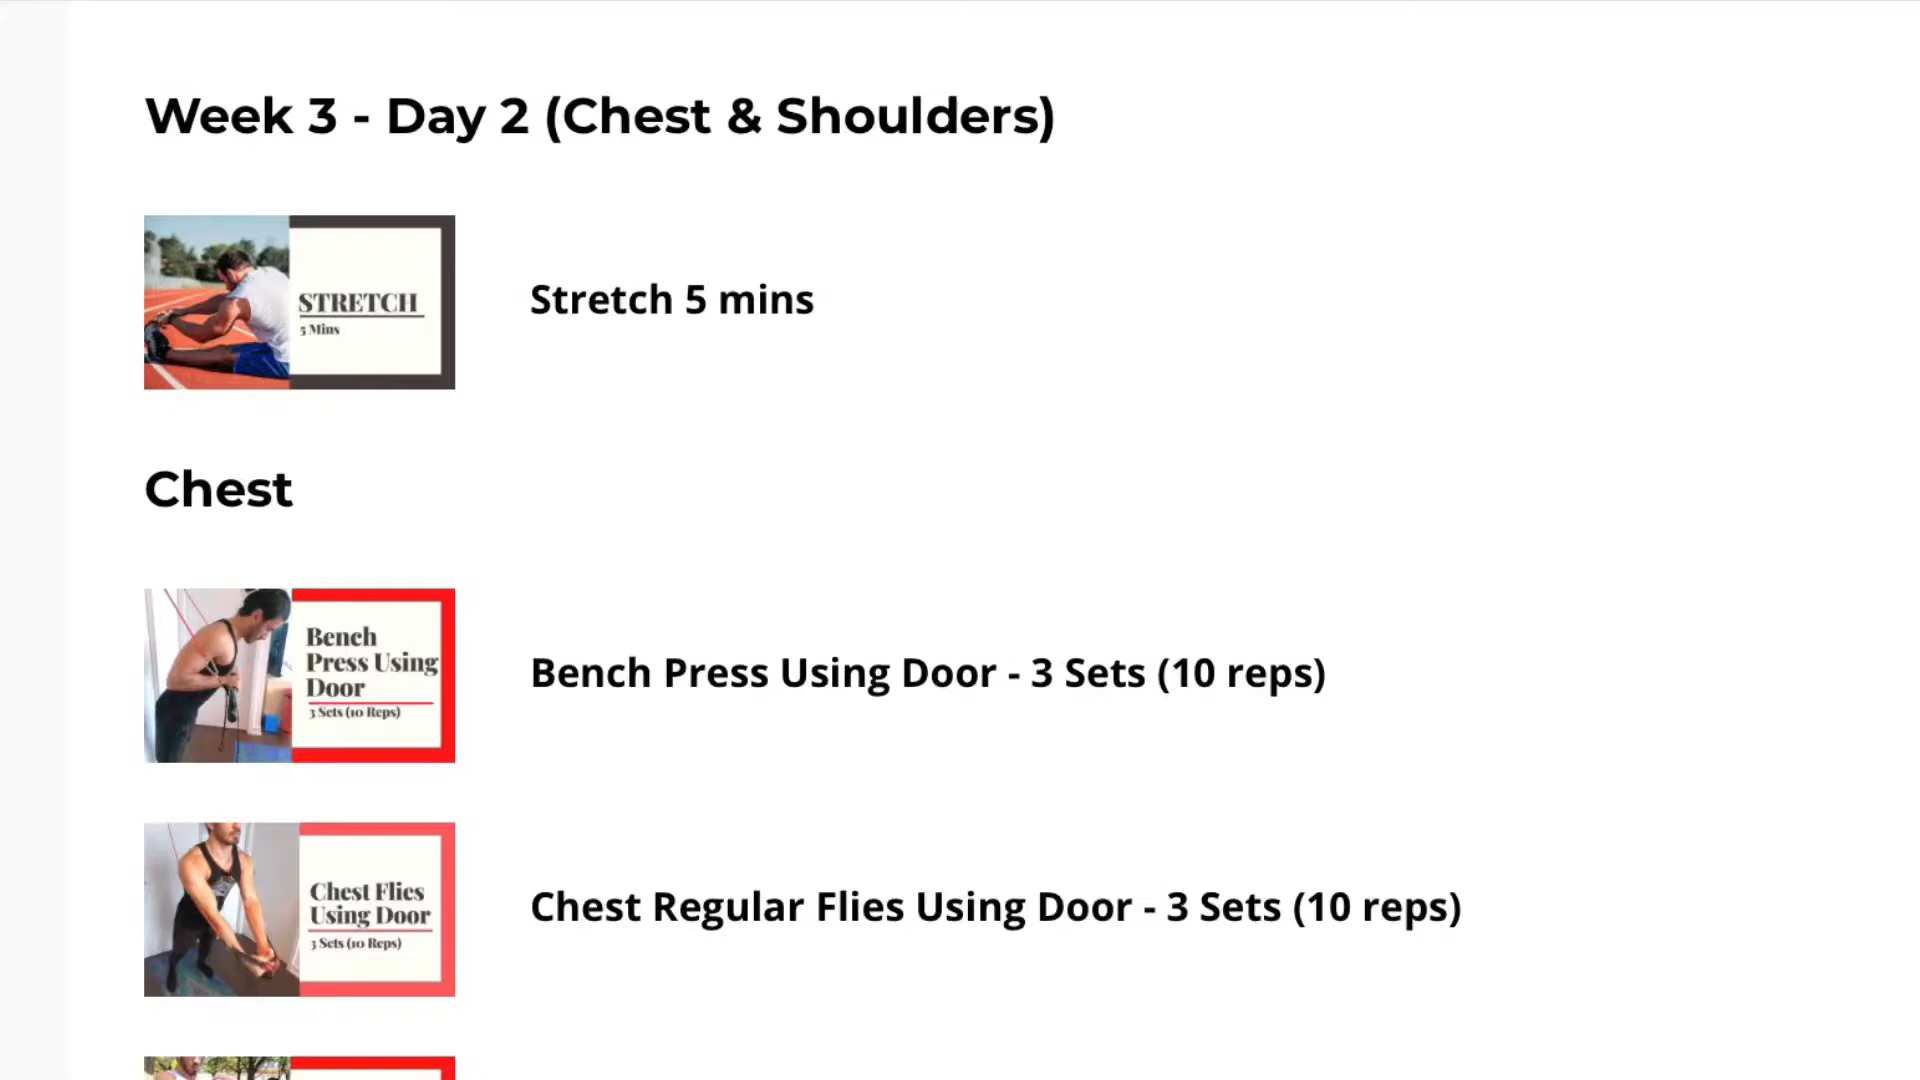 Week 3 - Day 2 (Chest & Shoulders)
STRETCH
5 Mins
Stretch 5 mins
Chest
Bench
Press Using
Door
3 Sets (10 Reps)
Bench Press Using Door - 3 Sets (10 reps)
Chest Flies
Using Door
3 Sets (10 Reps)
Chest Regular Flies Using Door - 3 Sets (10 reps)